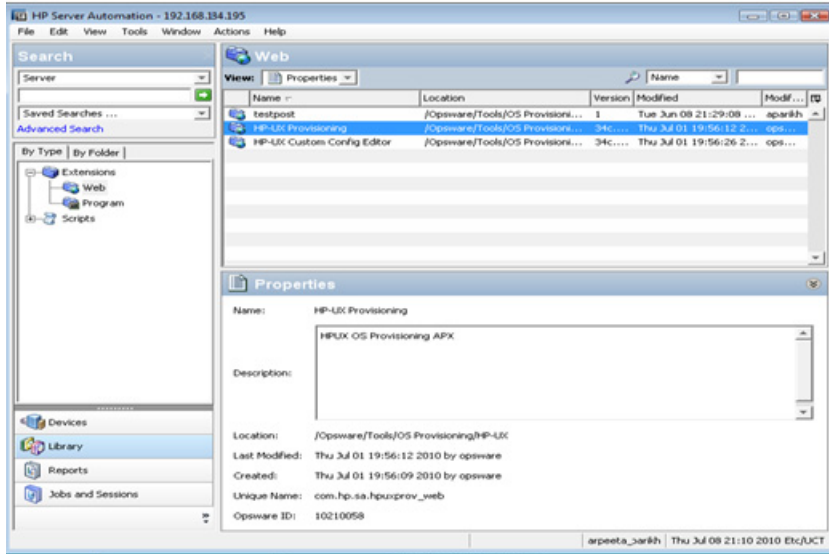 HP Server Automation - 192.168.134.195
File Edit View Tools Window Actions Help
Search
Server
Saved Searches ...
Advanced Search
By Type By Folder
Extensions
Web
Program
Scripts
Devices
Library
Reports
Jobs and Sessions
Web
View: Properties Name
Name Location Version Modified Modif...
testpost /Opsware/Tools/OS Provisioni... 1 Tue Jun 08 21:29:08 ... aparikh
HP-UX Provisioning /Opsware/Tools/OS Provisioni... 34c.... Thu Jul 01 19:56:12 2... ops...
HP-UX Custom Config Editor /Opsware/Tools/OS Provisioni... 34c.... Thu Jul 01 19:56:26 2... ops...
Properties
Name: HP-UX Provisioning
Description: HPUX OS Provisioning APX
Location: /Opsware/Tools/OS Provisioning/HP-UX
Last Modified: Thu Jul 01 19:56:12 2010 by opsware
Created: Thu Jul 01 19:56:09 2010 by opsware
Unique Name: com.hp.sa.hpuxprov_web
Opsware ID: 10210058
arpeeta_parikh Thu Jul 08 21:10 2010 Etc/UCT